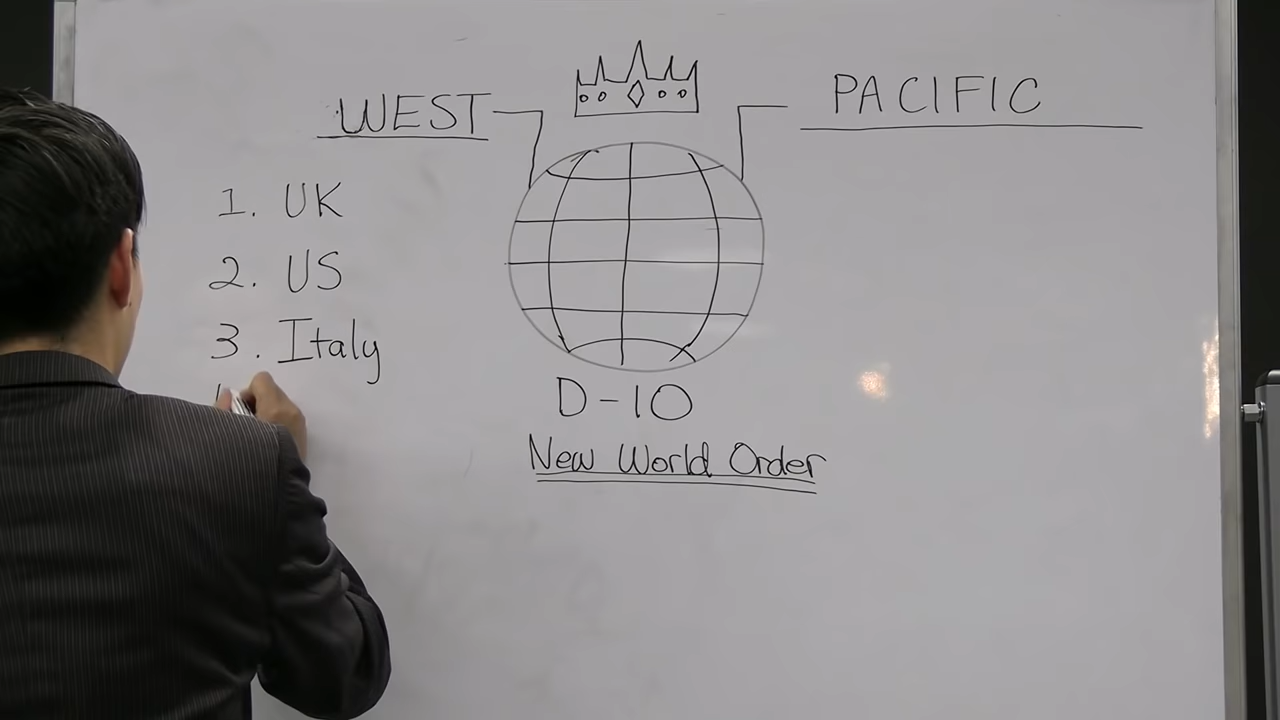 WEST
PACIFIC
1. UK
2. US
3. Italy
D-10
New World Order